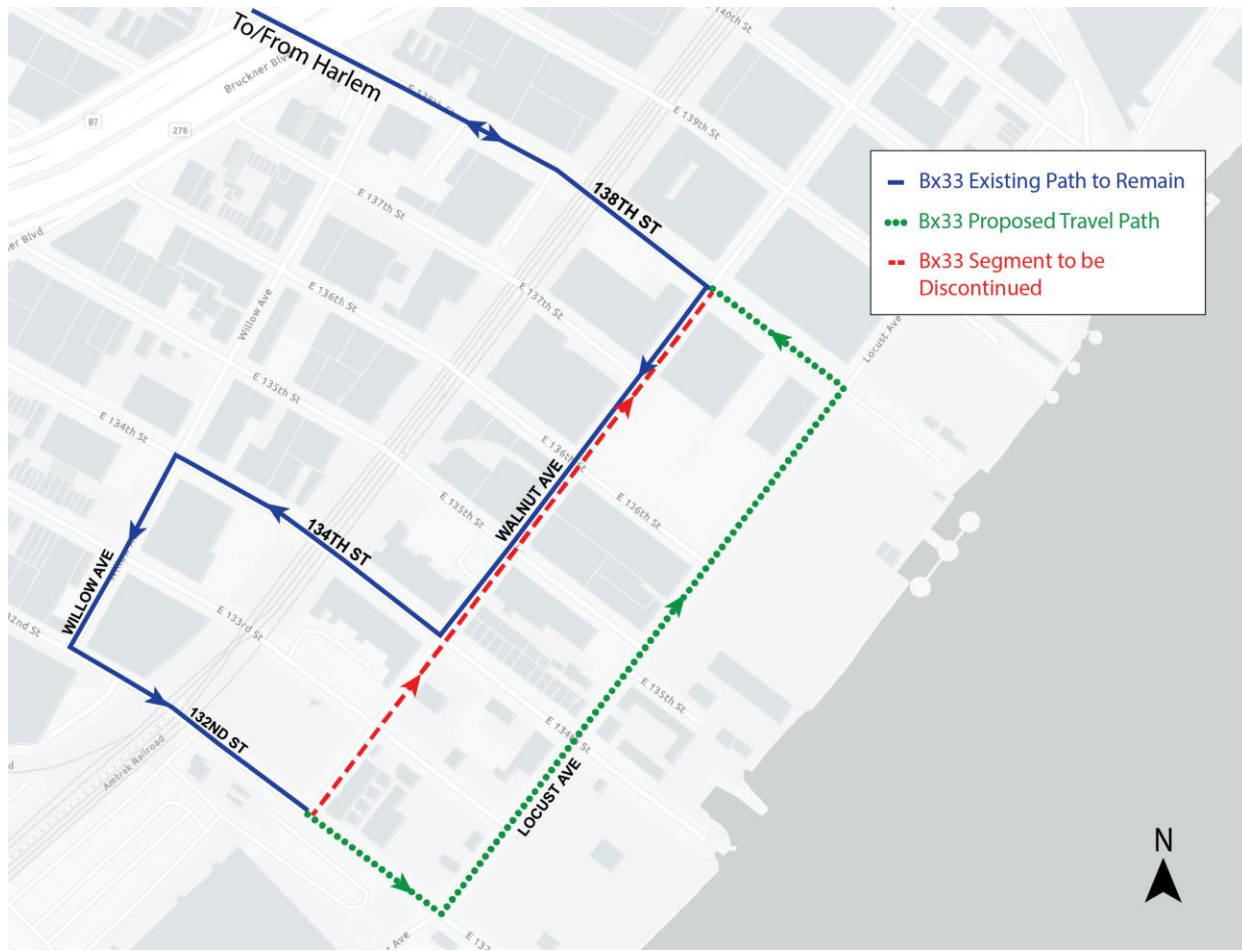 E 140th St
To/From Harlem
Bruckner Blvd
87
278
E 138th St
E 139th St
Bx33 Existing Path to Remain
Bx33 Proposed Travel Path
Bx33 Segment to be
Discontinued
138TH ST
E 137th St
E 136th St
Willow Ave
E 137th St
Locust Ave
E 135th St
E 134th St
E 136th St
WALNUT AVE
E 135th St
E 136th St
134TH ST
WILLOW AVE
E 133rd St
E 135th St
E 134th St
132ND ST
Amtrak Railroad
LOCUST AVE
N